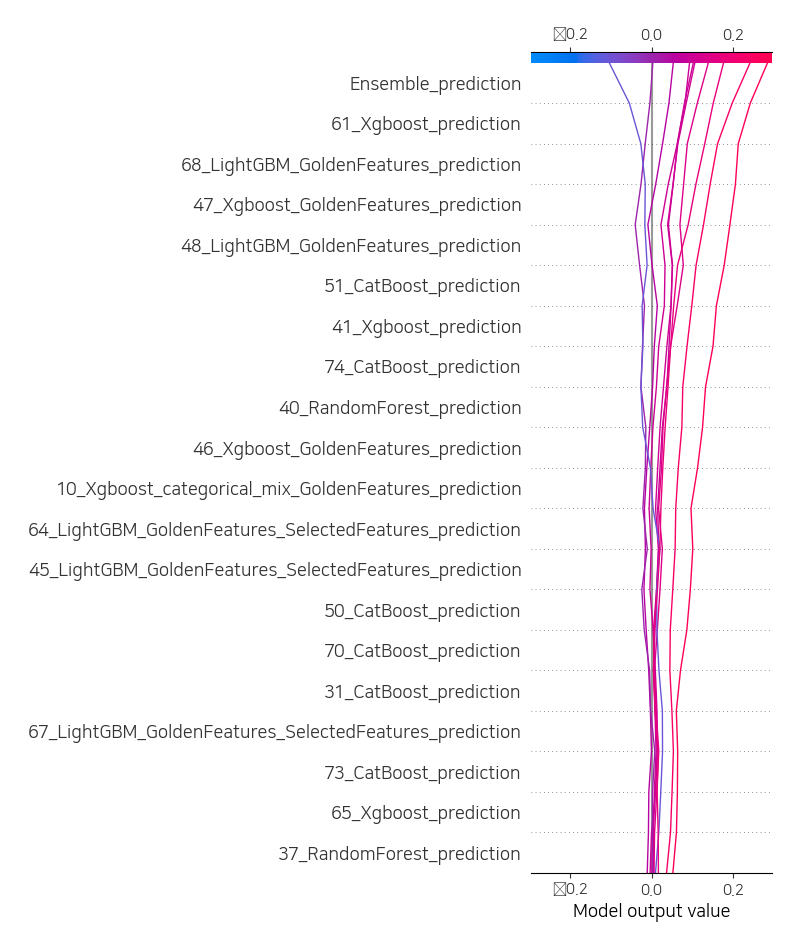 0.2 0.0 0.2
Ensemble_prediction
61_Xgboost_prediction
68_LightGBM_GoldenFeatures_prediction
47_Xgboost_GoldenFeatures_prediction
48_LightGBM_GoldenFeatures_prediction
51_CatBoost_prediction
41_Xgboost_prediction
74_CatBoost_prediction
40_RandomForest_prediction
46_Xgboost_GoldenFeatures_prediction
10_Xgboost_categorical_mix_GoldenFeatures_prediction
64_LightGBM_GoldenFeatures_SelectedFeatures_prediction
45_LightGBM_GoldenFeatures_SelectedFeatures_prediction
50_CatBoost_prediction
70_CatBoost_prediction
31_CatBoost_prediction
67_LightGBM_GoldenFeatures_SelectedFeatures_prediction
73_CatBoost_prediction
65_Xgboost_prediction
37_RandomForest_prediction
0.2 0.0 0.2
Model output value